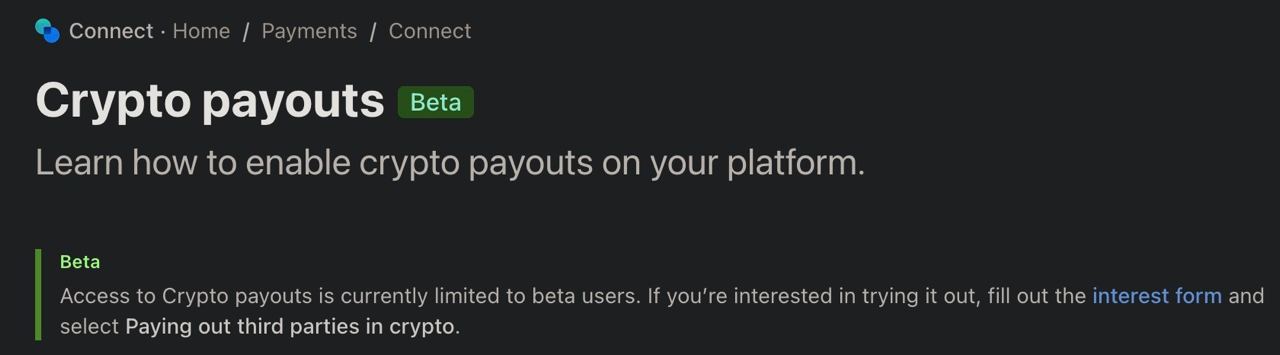 Connect · Home / Payments / Connect
Crypto payouts Beta
Learn how to enable crypto payouts on your platform.
Beta
Access to Crypto payouts is currently limited to beta users. If you’re interested in trying it out, fill out the interest form and
select Paying out third parties in crypto.